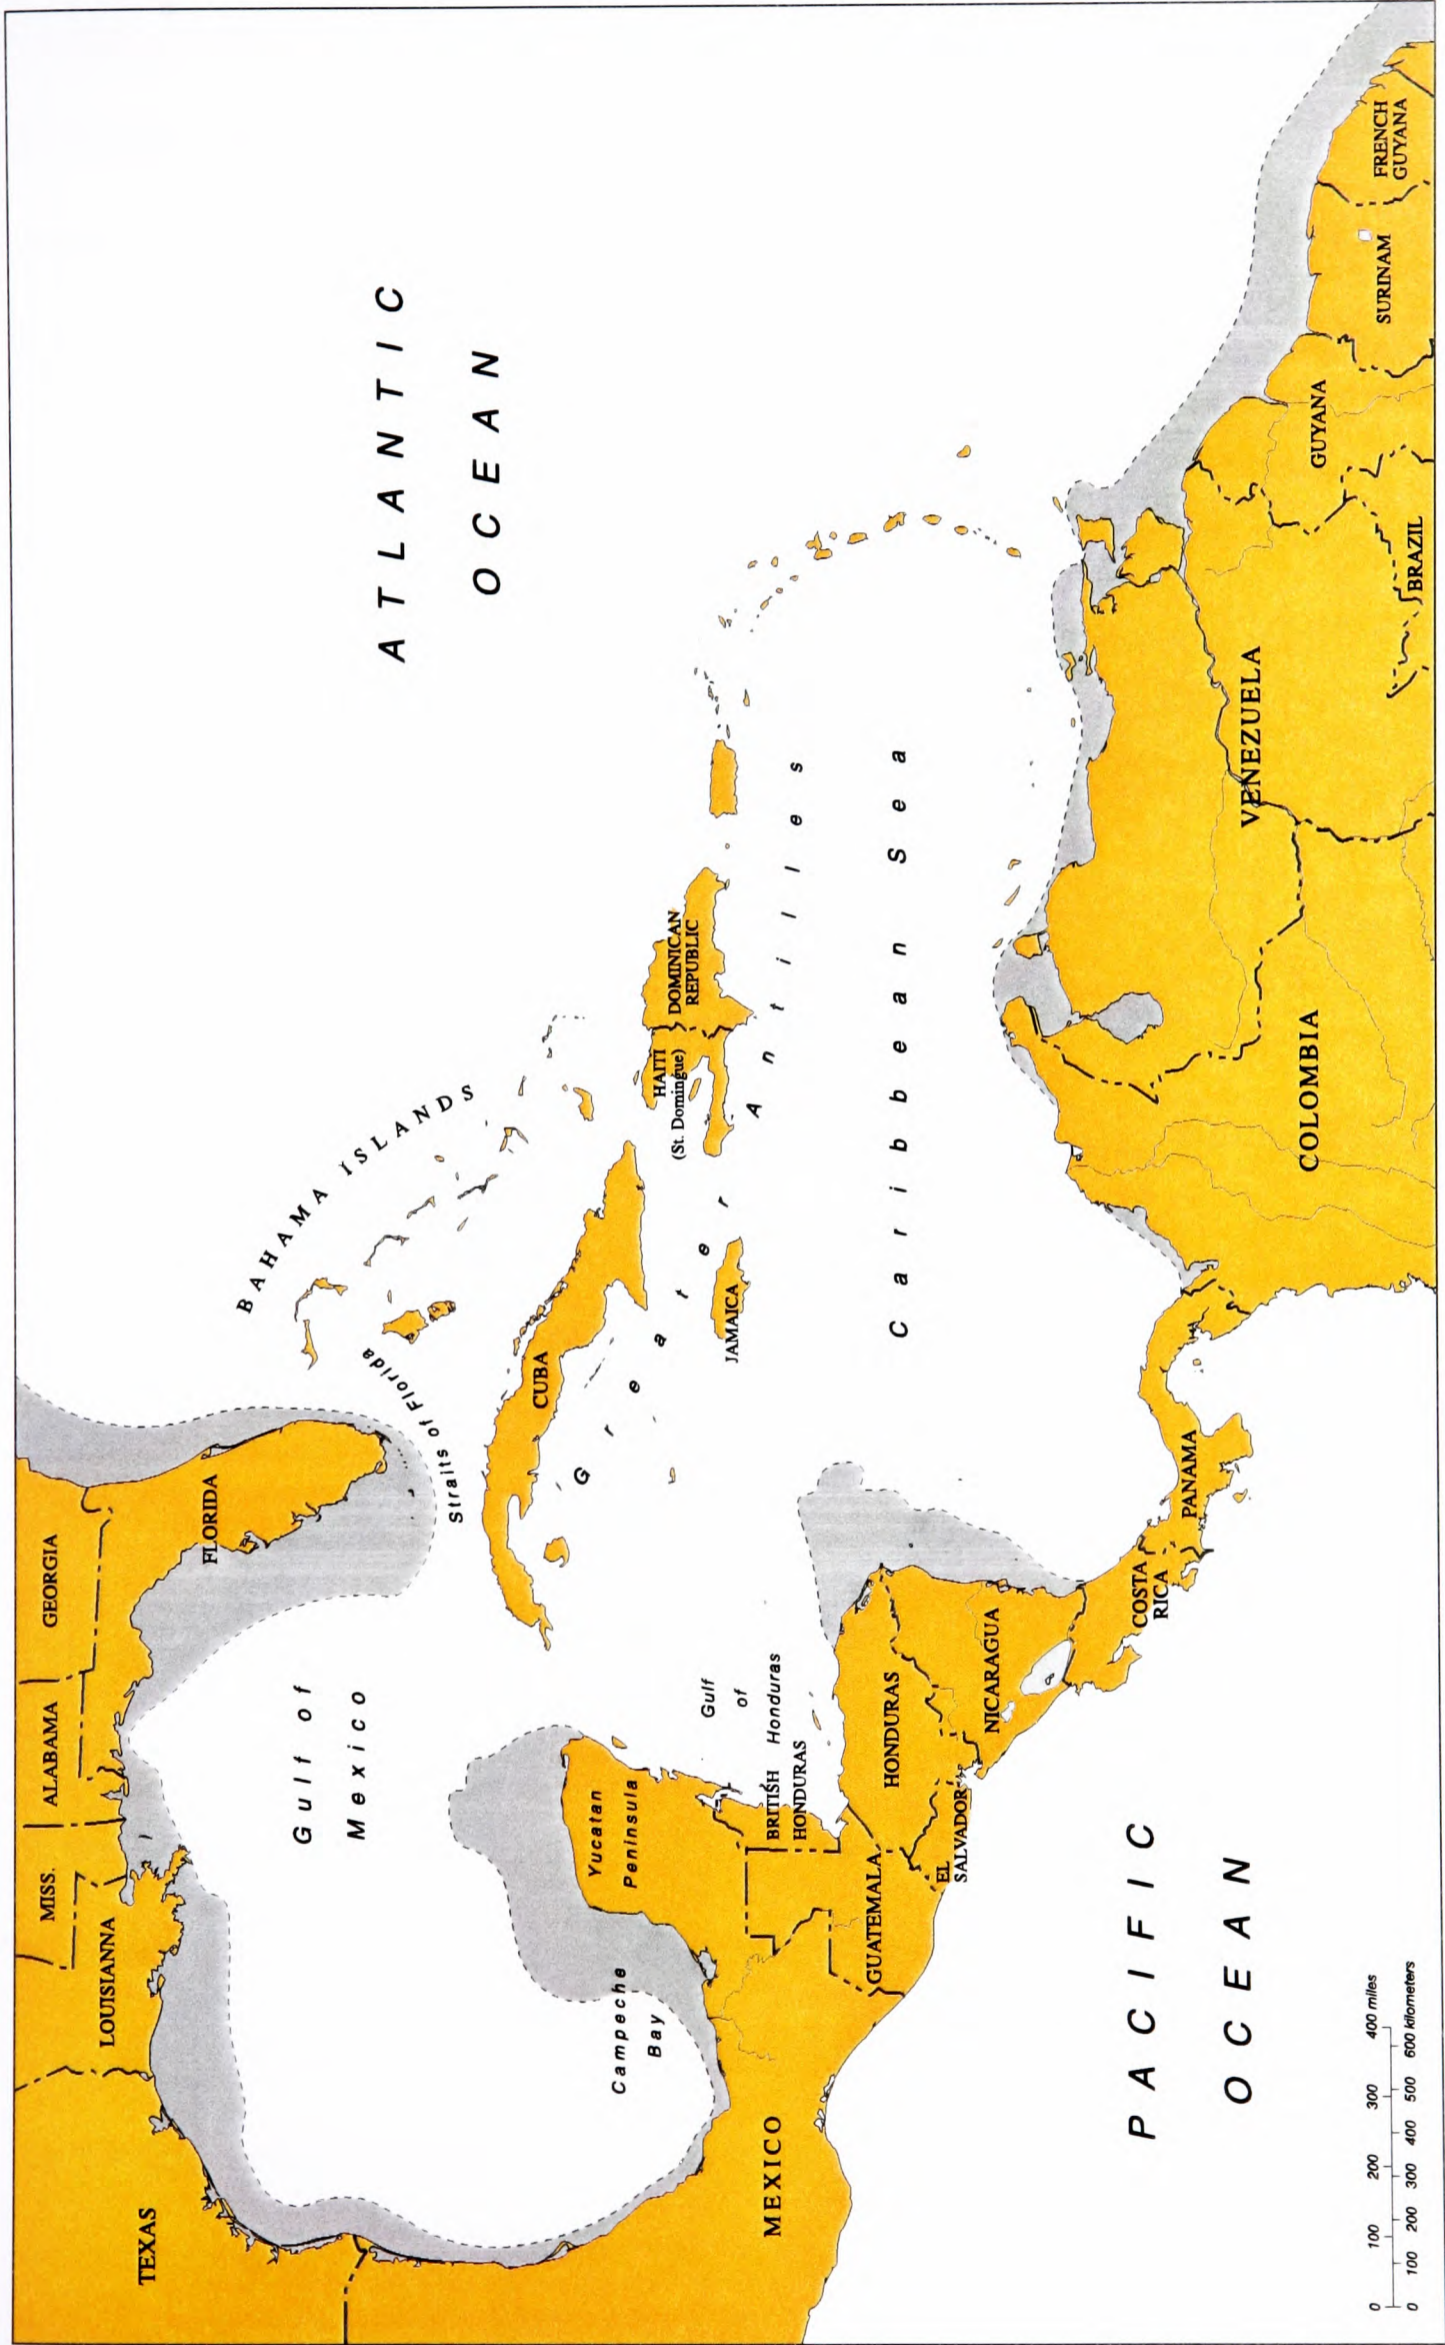 GEORGIA
ALABAMA
MISS.
LOUISIANNA
TEXAS
FLORIDA
ATLANTIC
OCEAN
BAHAMA ISLANDS
Straits of Florida
Gulf of
Mexico
CUBA
Greater Antilles
HAITI
(St. Domingue)
DOMINICAN
REPUBLIC
JAMAICA
Yucatan
Peninsula
Campeche
Bay
Gulf
of
Honduras
BRITISH
HONDURAS
MEXICO
GUATEMALA
HONDURAS
EL
SALVADOR
NICARAGUA
COSTA
RICA
PANAMA
Caribbean Sea
COLOMBIA
VENEZUELA
BRAZIL
GUYANA
SURINAM
FRENCH
GUYANA
PACIFIC
OCEAN
0 100 200 300 400 miles
0 100 200 300 400 500 600 kilometers